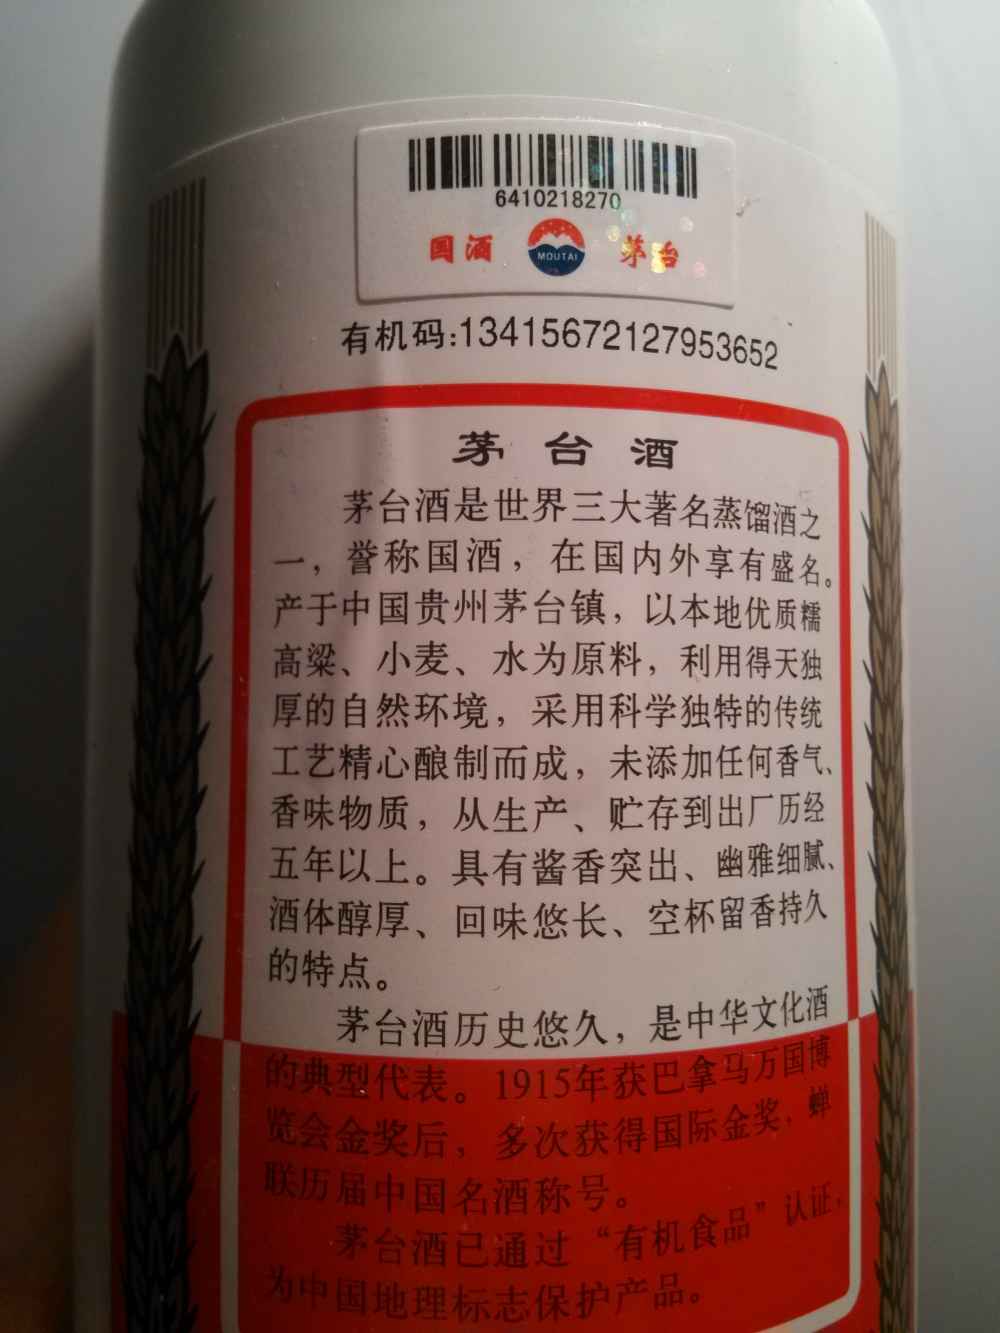 6410218270
国酒 MOUTAI 茅台
有机码:13415672127953652
茅台酒
茅台酒是世界三大著名蒸馏酒之
一，誉称国酒，在国内外享有盛名。
产于中国贵州茅台镇，以本地优质糯
高粱、小麦、水为原料，利用得天独
厚的自然环境，采用科学独特的传统
工艺精心酿制而成，未添加任何香气、
香味物质，从生产、贮存到出厂历经
五年以上。具有酱香突出、幽雅细腻、
酒体醇厚、回味悠长、空杯留香持久
的特点。
茅台酒历史悠久，是中华文化酒
的典型代表。1915年获巴拿马万国博
览会金奖后，多次获得国际金奖，蝉
联历届中国名酒称号。
茅台酒已通过“有机食品”认证，
为中国地理标志保护产品。